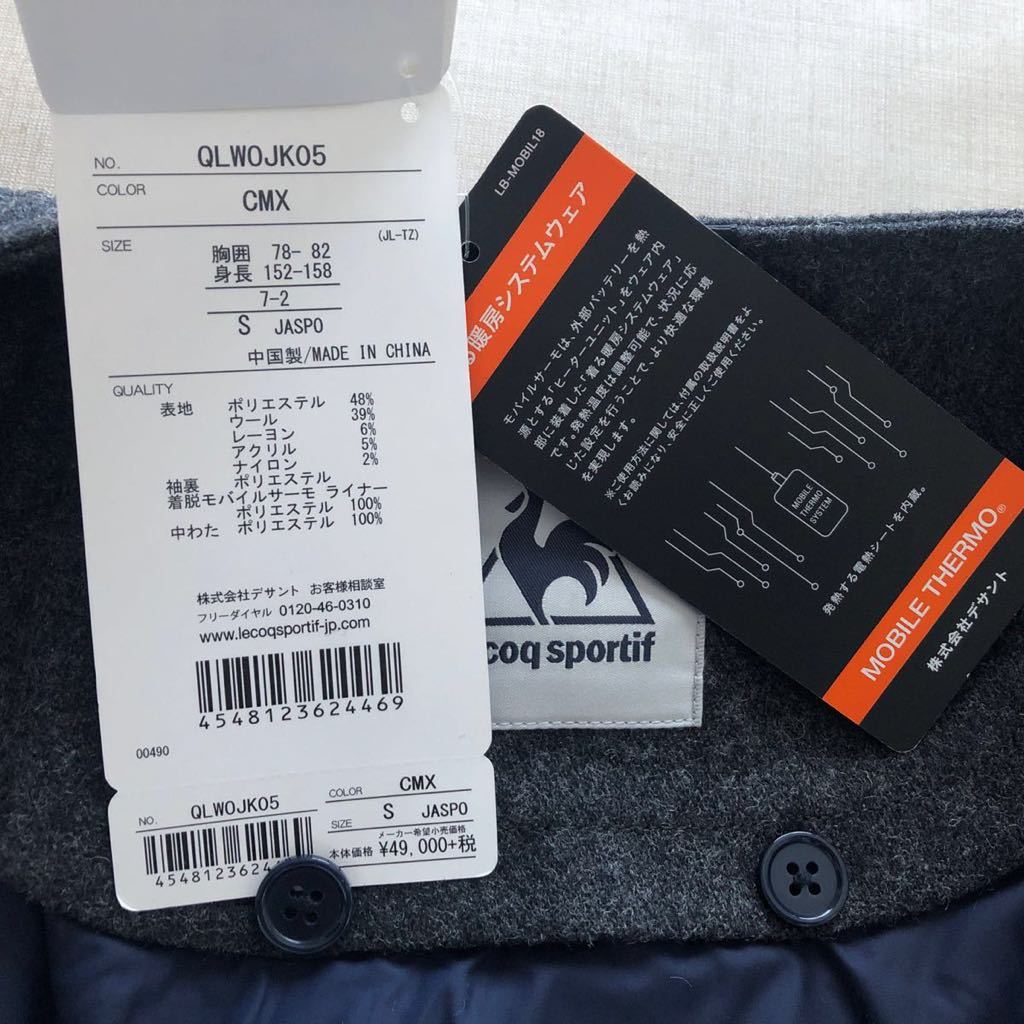 NO. QLWOJK05
COLOR CMX
(JL-TZ)
SIZE 胸囲 78- 82
身長 152-158
7-2
S JASPO
中国製/MADE IN CHINA
QUALITY
表地 ポリエステル 48%
ウール 39%
レーヨン 6%
アクリル 5%
ナイロン 2%
袖裏 ポリエステル
着脱モバイルサーモ ライナー
ポリエステル 100%
中わた ポリエステル 100%
株式会社デサント お客様相談室
フリーダイヤル 0120-46-0310
www.lecoqsportif-jp.com
4548123624469
00490
NO. QLWOJK05
4548123624
COLOR CMX
SIZE S JASPO
メーカー希望小売価格
本体価格 ¥49,000+税
LB-MOBIL18
る暖房システムウェア
モバイルサーモは、外部バッテリーを熱
源とする「ヒーターユニット」をウェア内
部に装着した「着る暖房システムウェア」
です。発熱温度は調整可能で、状況に応
じた設定を行うことで、より快適な環境
を実現します。
※ご使用方法に関しては、付属の取扱説明書をよ
くお読みになり、安全に正しくご使用ください。
MOBILE
THERMO
SYSTEM
発熱する電熱シートを内蔵。
MOBILE THERMO®
株式会社デサント
coq sportif